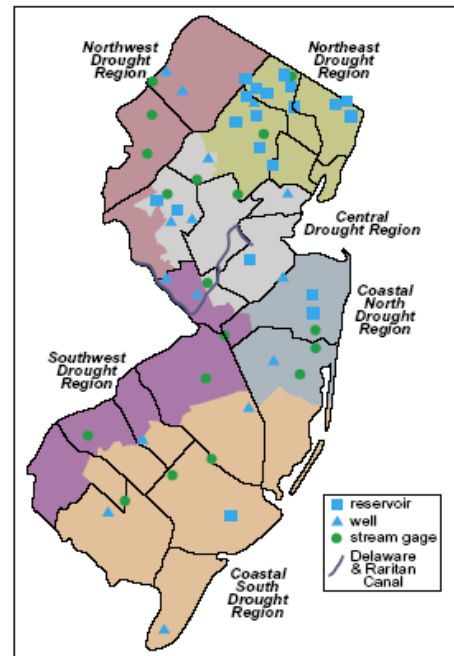 Northwest
Drought
Region
Northeast
Drought
Region
Central
Drought Region
Coastal
North
Drought
Region
Southwest
Drought
Region
Coastal
South
Drought
Region
reservoir
well
stream gage
Delaware
& Raritan
Canal